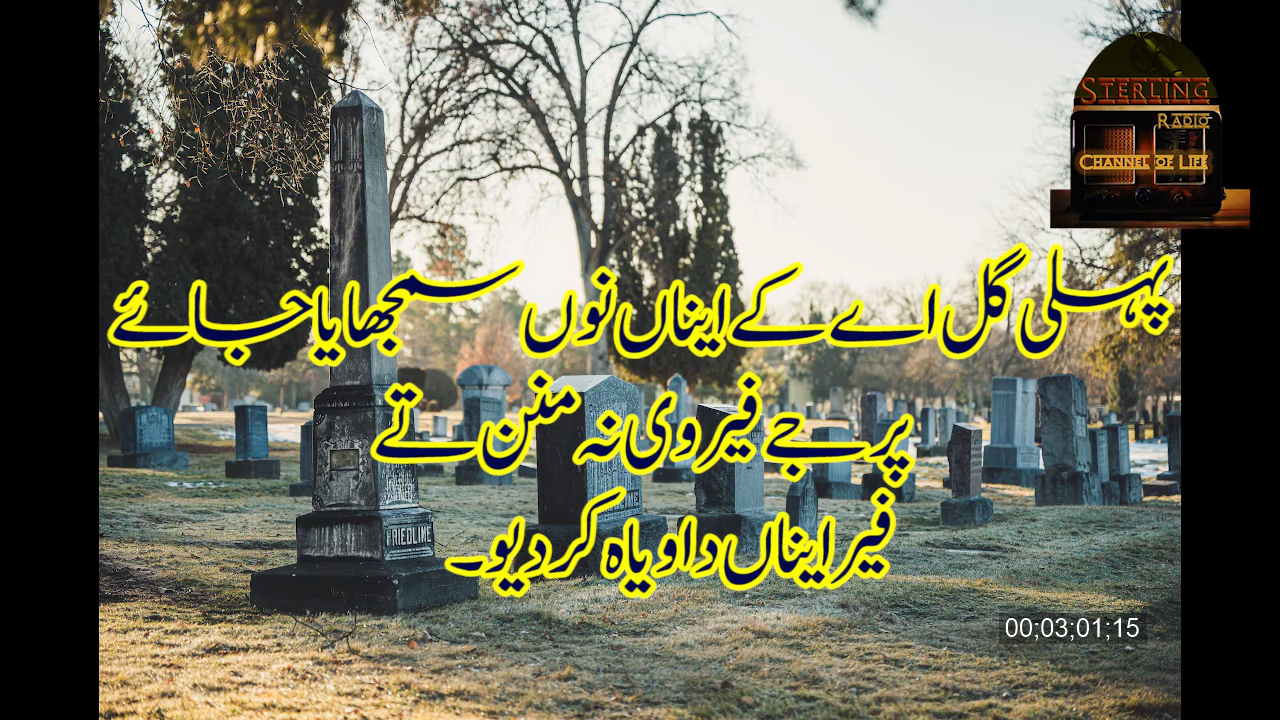 STERLING
RADIO
CHANNEL OF LIFE
پہلی گل اے کے ایناں نوں سمجھایا جائے
پر جے فیر وی نہ منن تے
فیر ایناں دا ویاہ کر دیو۔
FRIEDLINE
00;03;01;15